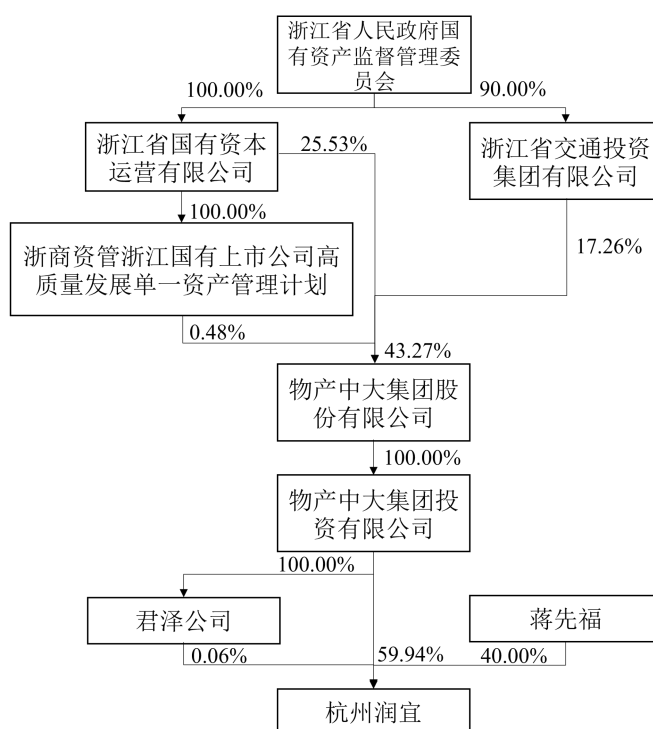 浙江省人民政府国
有资产监督管理委
员会
100.00%
90.00%
浙江省国有资本
运营有限公司
25.53%
浙江省交通投资
集团有限公司
100.00%
浙商资管浙江国有上市公司高
质量发展单一资产管理计划
17.26%
0.48%
43.27%
物产中大集团股
份有限公司
100.00%
物产中大集团投
资有限公司
100.00%
君泽公司
蒋先福
0.06%
59.94%
40.00%
杭州润宜